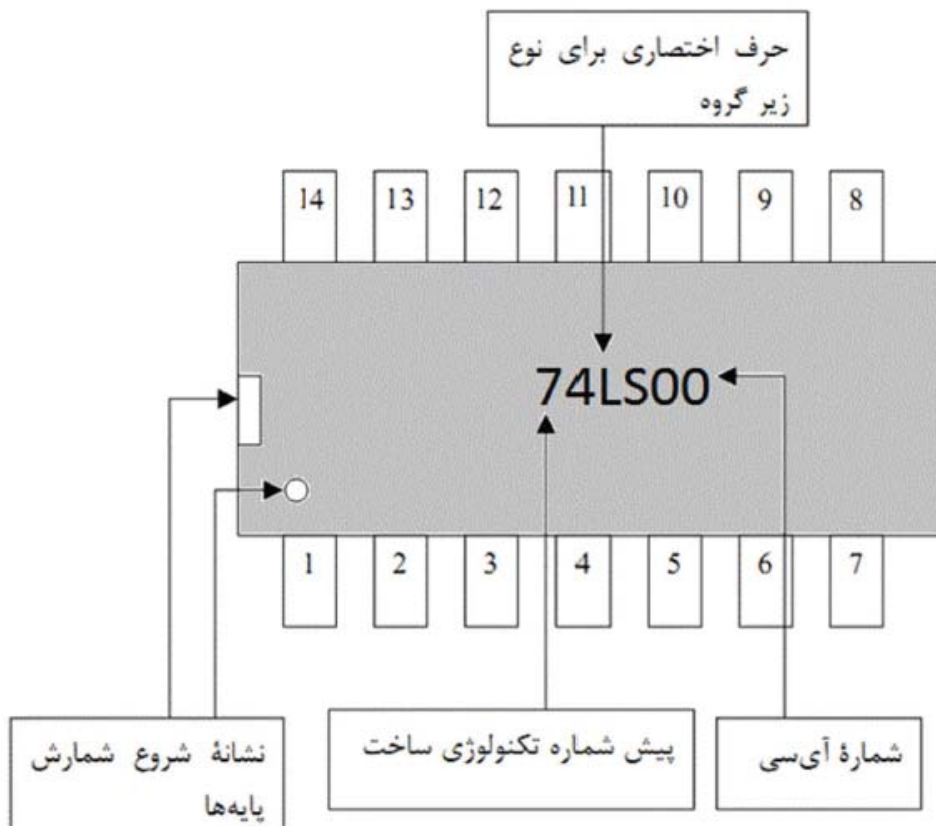 حرف اختصاری برای نوع
زیر گروه
14 13 12 11 10 9 8
74LS00
1 2 3 4 5 6 7
نشانهٔ شروع شمارش
پایه‌ها
پیش شماره تکنولوژی ساخت
شمارهٔ آی‌سی